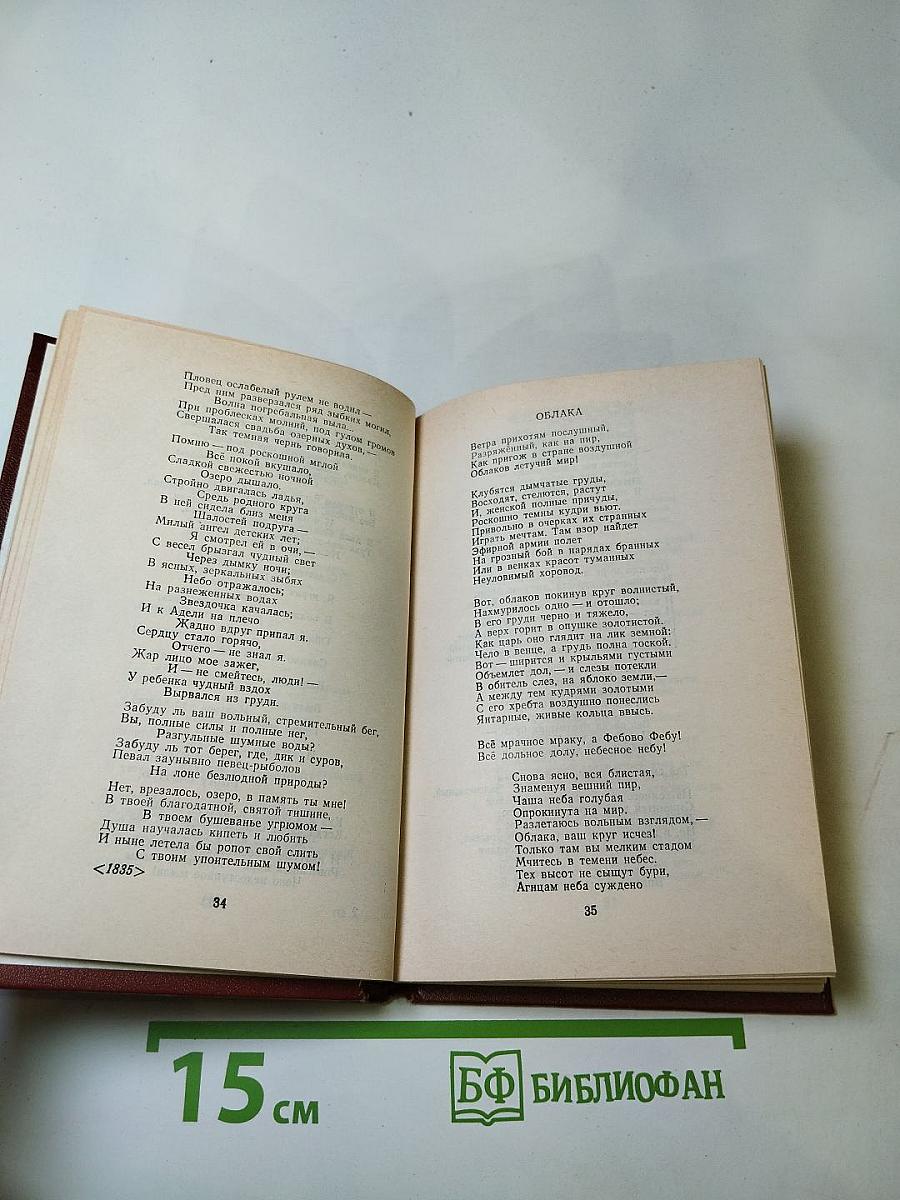 Пловец ослабелый рулем не водил —
Пред ним разверзался ряд зыбких могил,
Волна погребальная выла...
При проблесках молний, под гулом громов
Свершалася свадьба озерных духов, —
Так темная чернь говорила.
Помню — под роскошной мглой
Всё покой вкушало,
Сладкой свежестью ночной
Озеро дышало.
Стройно двигалась ладья,
Средь родного круга
В ней сидела близ меня
Шалостей подруга —
Милый ангел детских лет;
Я смотрел ей в очи, —
С весел брызгал чудный свет
Через дымку ночи;
В ясных, зеркальных зыбях
Небо отражалось;
На разнеженных водах
Звездочка качалась;
И к Адели на плечо
Жадно вдруг припал я.
Сердцу стало горячо,
Отчего — не знал я.
Жар лицо мое зажег,
И — не смейтесь, люди! —
У ребенка чудный вздох
Вырвался из груди.
Забуду ль ваш вольный, стремительный бег,
Вы, полные силы и полные нег,
Разгульные шумные воды?
Забуду ль тот берег, где, дик и суров,
Певал заунывно певец-рыболов
На лоне безлюдной природы?
Нет, врезалось, озеро, в память ты мне!
В твоей благодатной, святой тишине,
В твоем бушеванье угрюмом —
Душа научалась кипеть и любить
И ныне летела бы ропот свой слить
С твоим упоительным шумом!
<1835>
34
ОБЛАКА
Ветра прихотям послушный,
Разряжённый, как на пир,
Как пригож в стране воздушной
Облаков летучий мир!
Клубятся дымчатые груды,
Восходят, стелются, растут
И, женской полные причуды,
Роскошно темны кудри вьют.
Привольно в очерках их странных
Играть мечтам. Там взор найдет
Эфирной армии полет
На грозный бой в нарядах бранных
Или в венках красот туманных
Неуловимый хоровод.
Вот, облаков покинув круг волнистый,
Нахмурилось одно — и отошло;
В его груди черно и тяжело,
А верх горит в опушке золотистой.
Как царь оно глядит на лик земной:
Чело в венце, а грудь полна тоской.
Вот — ширится и крыльями густыми
Объемлет дол, — и слезы потекли
В обитель слез, на яблоко земли,—
А между тем кудрями золотыми
С его хребта воздушно понеслись
Янтарные, живые кольца ввысь.
Всё мрачное мраку, а Фебово Фебу!
Всё дольное долу, небесное небу!
Снова ясно, вся блистая,
Знаменуя вешний пир,
Чаша неба голубая
Опрокинута на мир.
Разлетаюсь вольным взглядом, —
Облака, ваш круг исчез!
Только там вы мелким стадом
Мчитесь в темени небес.
Тех высот не сыщут бури,
Агнцам неба суждено
35
15 см
БФ БИБЛИОФАН